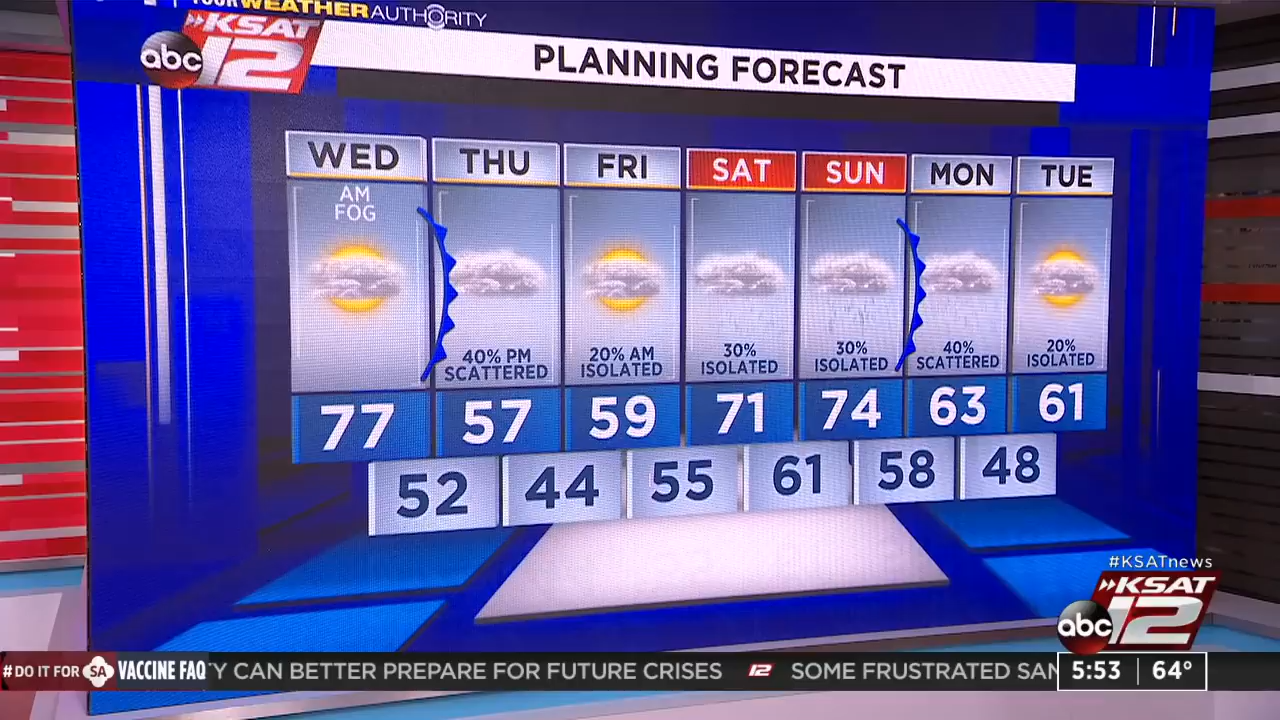 YOUR WEATHER AUTHORITY
KSAT
abc 12
PLANNING FORECAST
WED THU FRI SAT SUN MON TUE
AM
FOG
40% PM
SCATTERED
20% AM
ISOLATED
30%
ISOLATED
30%
ISOLATED
40%
SCATTERED
20%
ISOLATED
77 57 59 71 74 63 61
52 44 55 61 58 48
#KSATnews
KSAT
abc 12
#DO IT FOR SA VACCINE FAQ Y CAN BETTER PREPARE FOR FUTURE CRISES 12 SOME FRUSTRATED SAN
5:53 64°